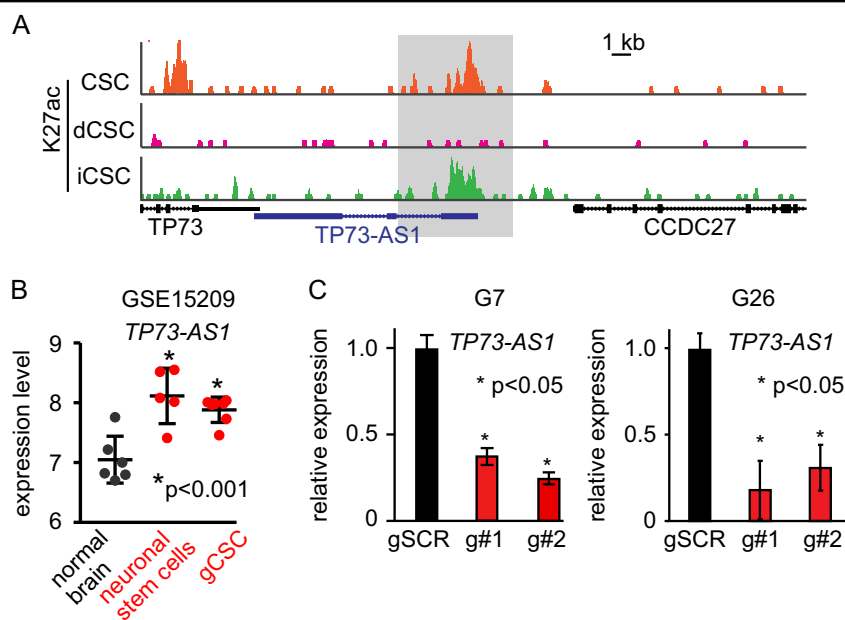 A
1 kb
K27ac
CSC
dCSC
iCSC
TP73
TP73-AS1
CCDC27
B
GSE15209
TP73-AS1
expression level
9
8
7
6
*
*
*p<0.001
normal
brain
neuronal
stem cells
gCSC
C
G7
relative expression
1.0
0.5
0
TP73-AS1
* p<0.05
*
*
gSCR g#1 g#2
G26
relative expression
1.0
0.5
0
TP73-AS1
* p<0.05
*
*
gSCR g#1 g#2